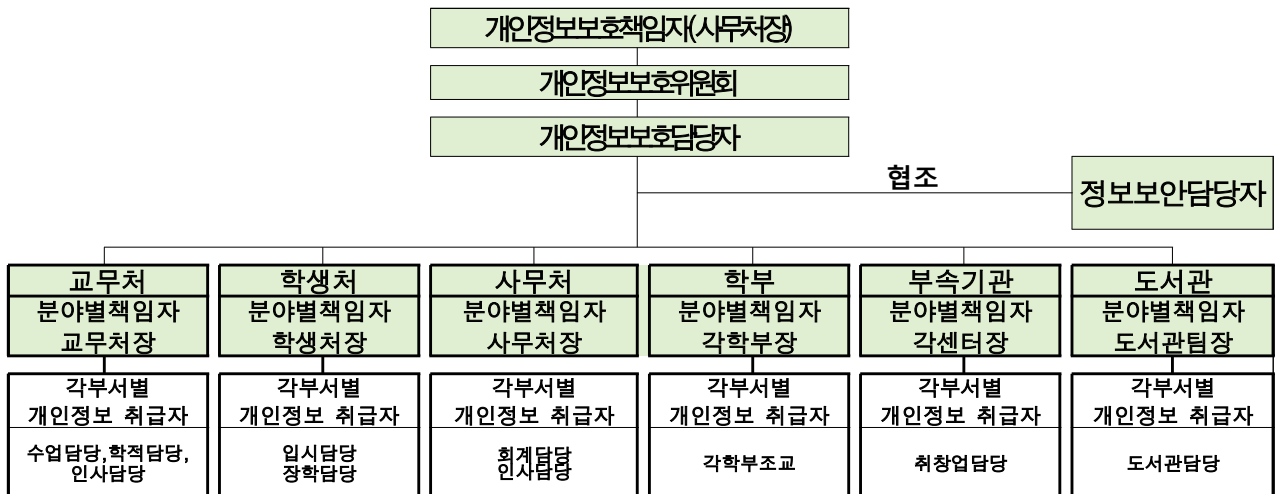 개인정보보호책임자(사무처장)
개인정보보호위원회
개인정보보호담당자
협조
정보보안담당자
교무처
분야별책임자
교무처장
각부서별
개인정보 취급자
수업담당,학적담당,
인사담당
학생처
분야별책임자
학생처장
각부서별
개인정보 취급자
입시담당
장학담당
사무처
분야별책임자
사무처장
각부서별
개인정보 취급자
회계담당
인사담당
학부
분야별책임자
각학부장
각부서별
개인정보 취급자
각학부조교
부속기관
분야별책임자
각센터장
각부서별
개인정보 취급자
취창업담당
도서관
분야별책임자
도서관팀장
각부서별
개인정보 취급자
도서관담당